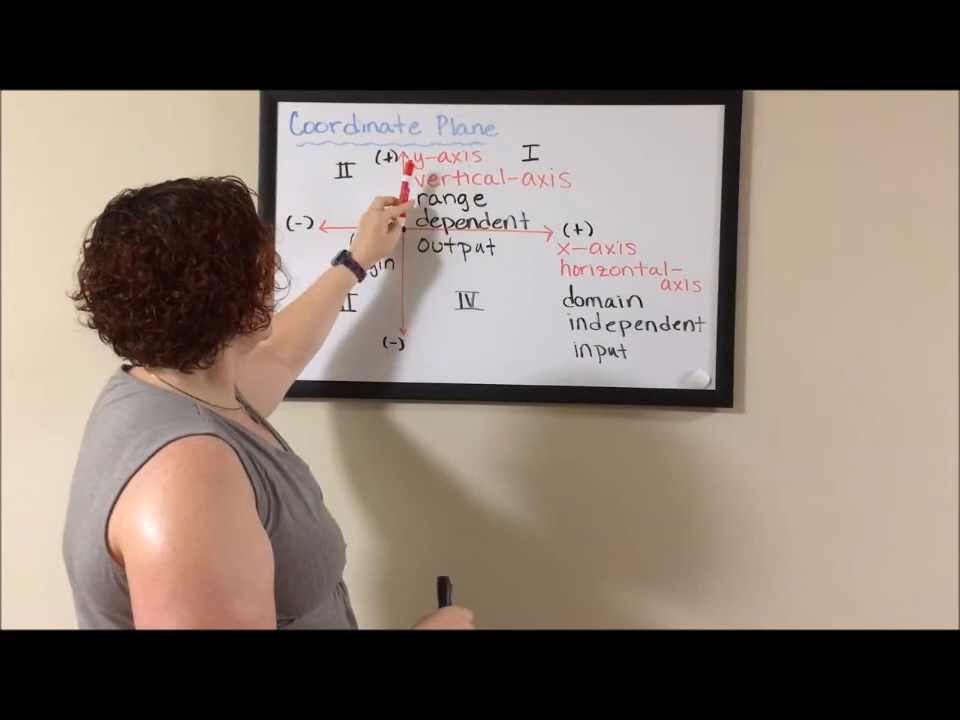 Coordinate Plane
II
(+)
y-axis
I
vertical-axis
range
dependent
output
(-)
(+)
x-axis
horizontal-
axis
domain
independent
input
IV
(-)